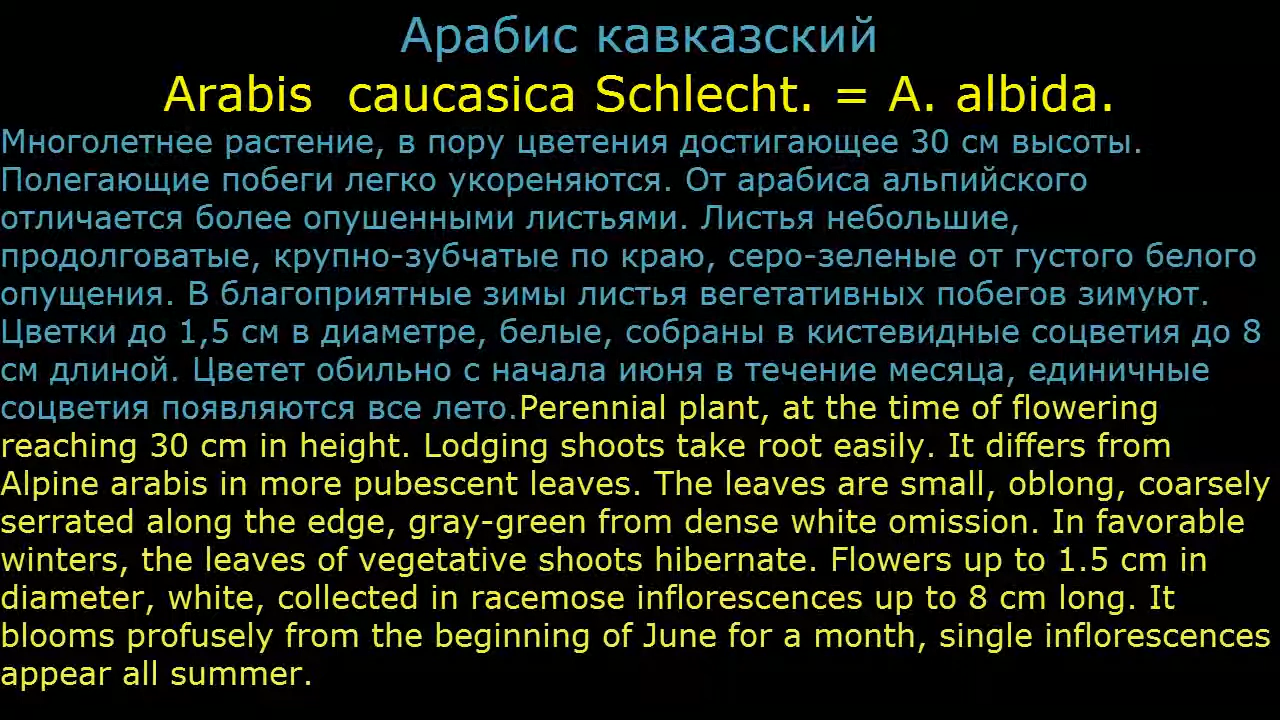 Арабис кавказский
Arabis caucasica Schlecht. = A. albida.
Многолетнее растение, в пору цветения достигающее 30 см высоты.
Полегающие побеги легко укореняются. От арабиса альпийского
отличается более опушенными листьями. Листья небольшие,
продолговатые, крупно-зубчатые по краю, серо-зеленые от густого белого
опущения. В благоприятные зимы листья вегетативных побегов зимуют.
Цветки до 1,5 см в диаметре, белые, собраны в кистевидные соцветия до 8
см длиной. Цветет обильно с начала июня в течение месяца, единичные
соцветия появляются все лето.Perennial plant, at the time of flowering
reaching 30 cm in height. Lodging shoots take root easily. It differs from
Alpine arabis in more pubescent leaves. The leaves are small, oblong, coarsely
serrated along the edge, gray-green from dense white omission. In favorable
winters, the leaves of vegetative shoots hibernate. Flowers up to 1.5 cm in
diameter, white, collected in racemose inflorescences up to 8 cm long. It
blooms profusely from the beginning of June for a month, single inflorescences
appear all summer.